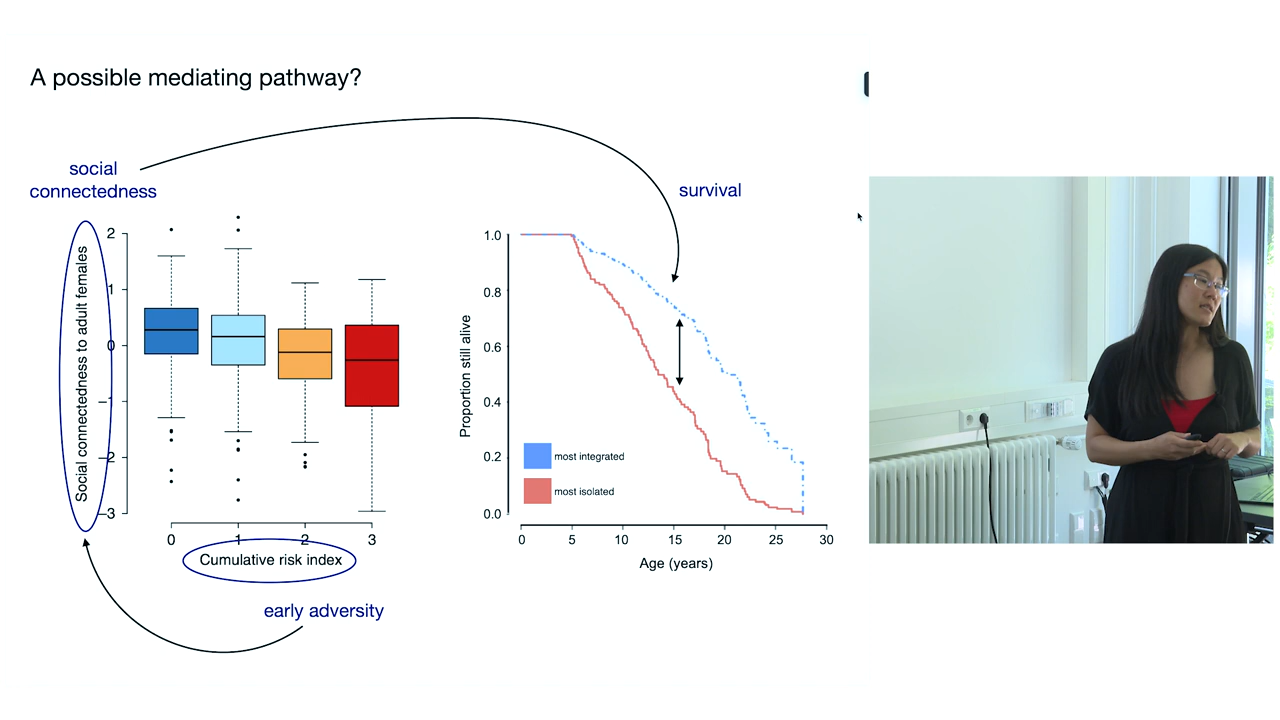 A possible mediating pathway?
social
connectedness
survival
Social connectedness to adult females
2
1
0
−1
−2
−3
0
1
2
3
Cumulative risk index
early adversity
Proportion still alive
1.0
0.8
0.6
0.4
0.2
0.0
most integrated
most isolated
0
5
10
15
20
25
30
Age (years)